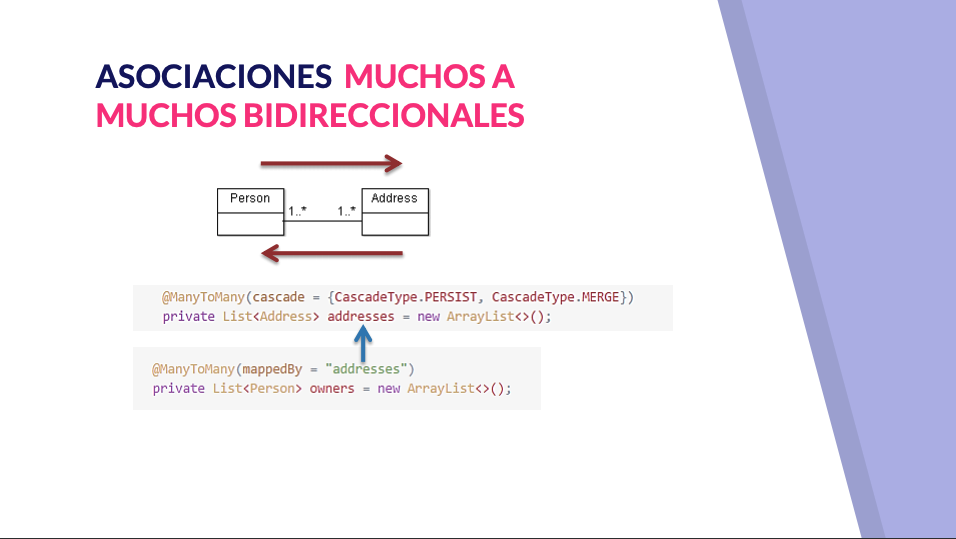 ASOCIACIONES MUCHOS A
MUCHOS BIDIRECCIONALES
Person
Address
1..*
1..*
@ManyToMany(cascade = {CascadeType.PERSIST, CascadeType.MERGE})
private List<Address> addresses = new ArrayList<>();
@ManyToMany(mappedBy = "addresses")
private List<Person> owners = new ArrayList<>();